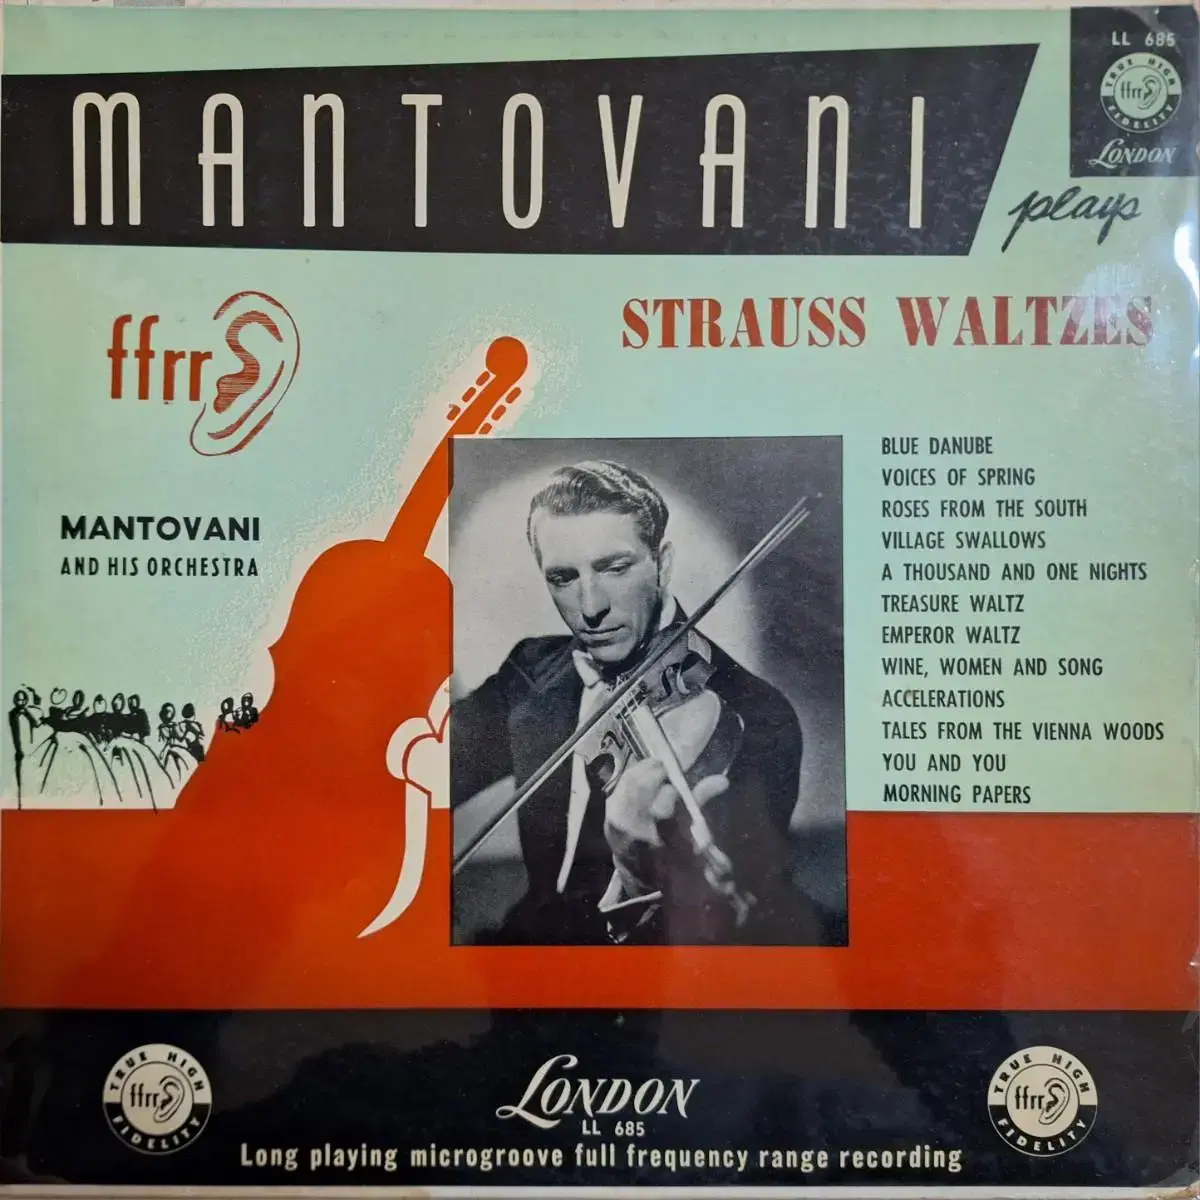 LL 685
TRUE HIGH
ffrr
FIDELITY
LONDON
MANTOVANI
plays
STRAUSS WALTZES
ffrr
MANTOVANI
AND HIS ORCHESTRA
BLUE DANUBE
VOICES OF SPRING
ROSES FROM THE SOUTH
VILLAGE SWALLOWS
A THOUSAND AND ONE NIGHTS
TREASURE WALTZ
EMPEROR WALTZ
WINE, WOMEN AND SONG
ACCELERATIONS
TALES FROM THE VIENNA WOODS
YOU AND YOU
MORNING PAPERS
TRUE HIGH
ffrr
FIDELITY
LONDON
LL 685
TRUE HIGH
ffrr
FIDELITY
Long playing microgroove full frequency range recording